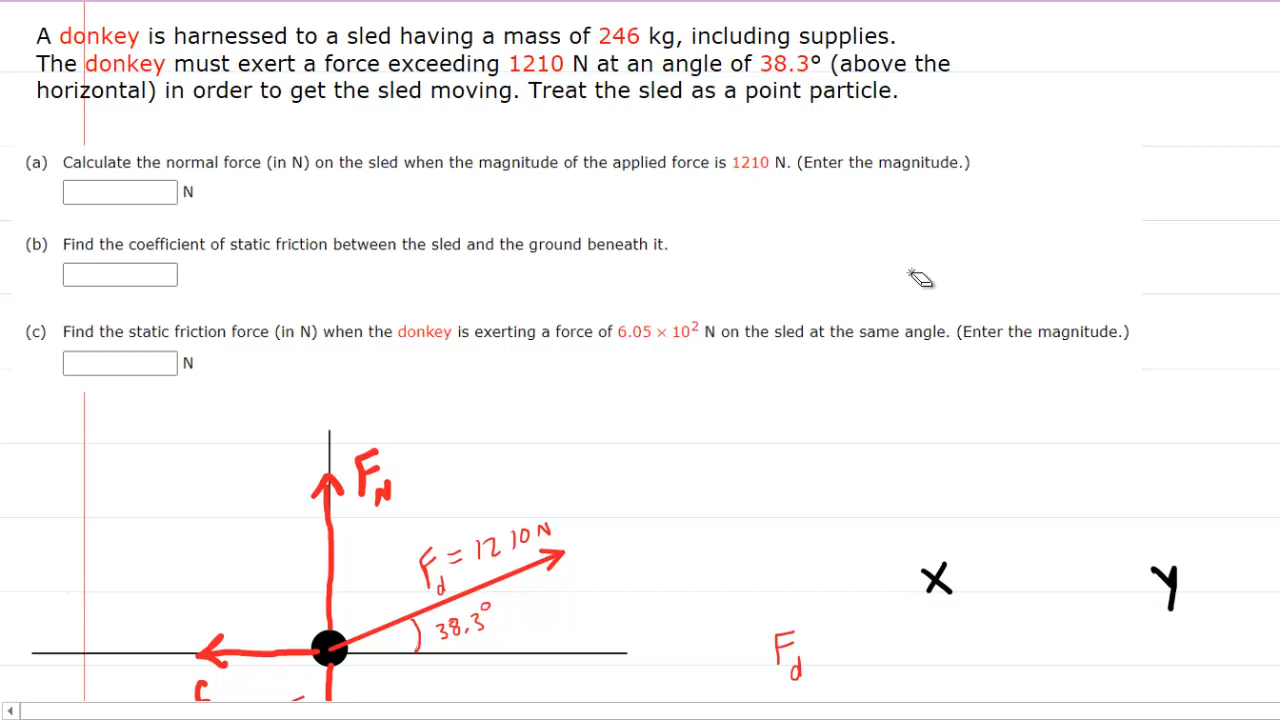 A donkey is harnessed to a sled having a mass of 246 kg, including supplies.
The donkey must exert a force exceeding 1210 N at an angle of 38.3° (above the
horizontal) in order to get the sled moving. Treat the sled as a point particle.
(a) Calculate the normal force (in N) on the sled when the magnitude of the applied force is 1210 N. (Enter the magnitude.)
N
(b) Find the coefficient of static friction between the sled and the ground beneath it.
(c) Find the static friction force (in N) when the donkey is exerting a force of 6.05 × 10² N on the sled at the same angle. (Enter the magnitude.)
N
F_N
F_d = 1210 N
38.3°
x y
F_d